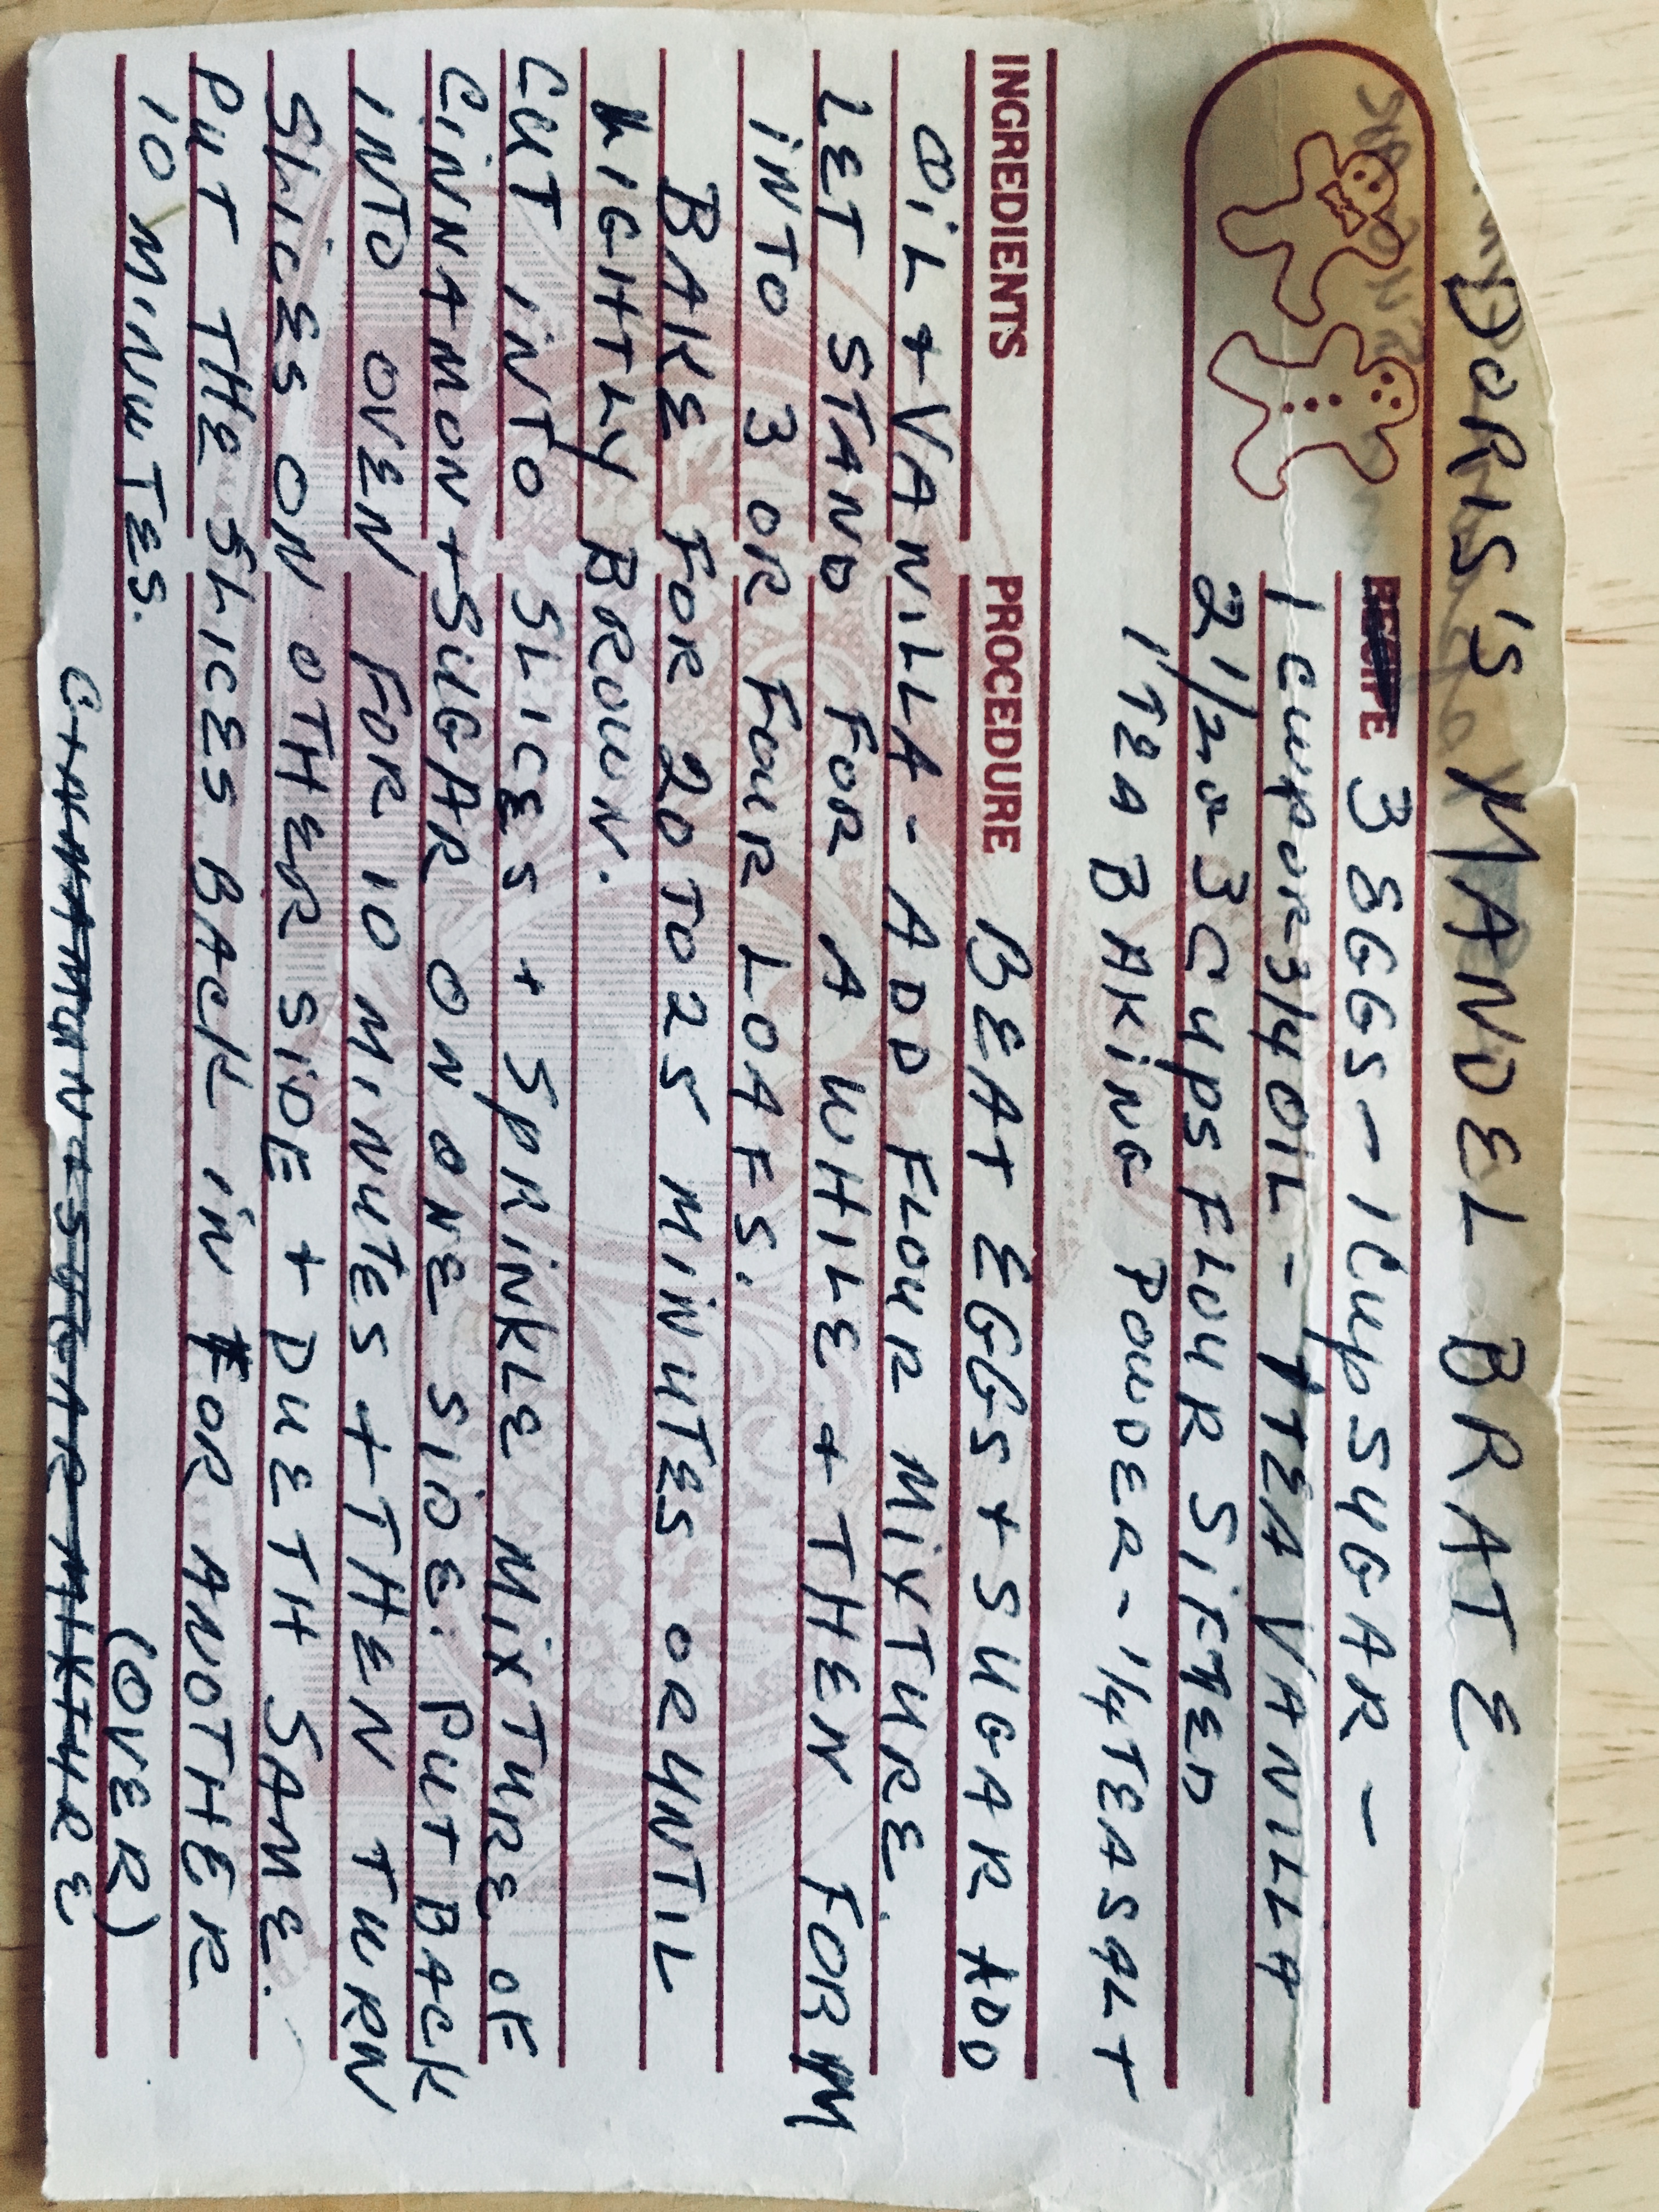 DORIS'S MANDEL BRATE
RECIPE 3 EGGS - 1 CUP SUGAR -
1 CUP OR 3/4 OIL - 1 TEA VANILLA
2 1/2 OR 3 CUPS FLOUR SIFTED
1 TEA BAKING POWDER - 1/4 TEA SALT
INGREDIENTS PROCEDURE BEAT EGGS + SUGAR ADD
OIL + VANILLA - ADD FLOUR MIXTURE.
LET STAND FOR A WHILE + THEN FORM
INTO 3 OR FOUR LOAFS.
BAKE FOR 20 TO 25 MINUTES OR UNTIL
LIGHTLY BROWN.
CUT INTO SLICES + SPRINKLE MIXTURE OF
CINNAMON + SUGAR ON ONE SIDE. PUT BACK
INTO OVEN FOR 10 MINUTES + THEN TURN
SLICES ON OTHER SIDE + DUETH SAME.
PUT THE SLICES BACK IN FOR ANOTHER
10 MINUTES. (OVER)
SUGAR MIXTURE